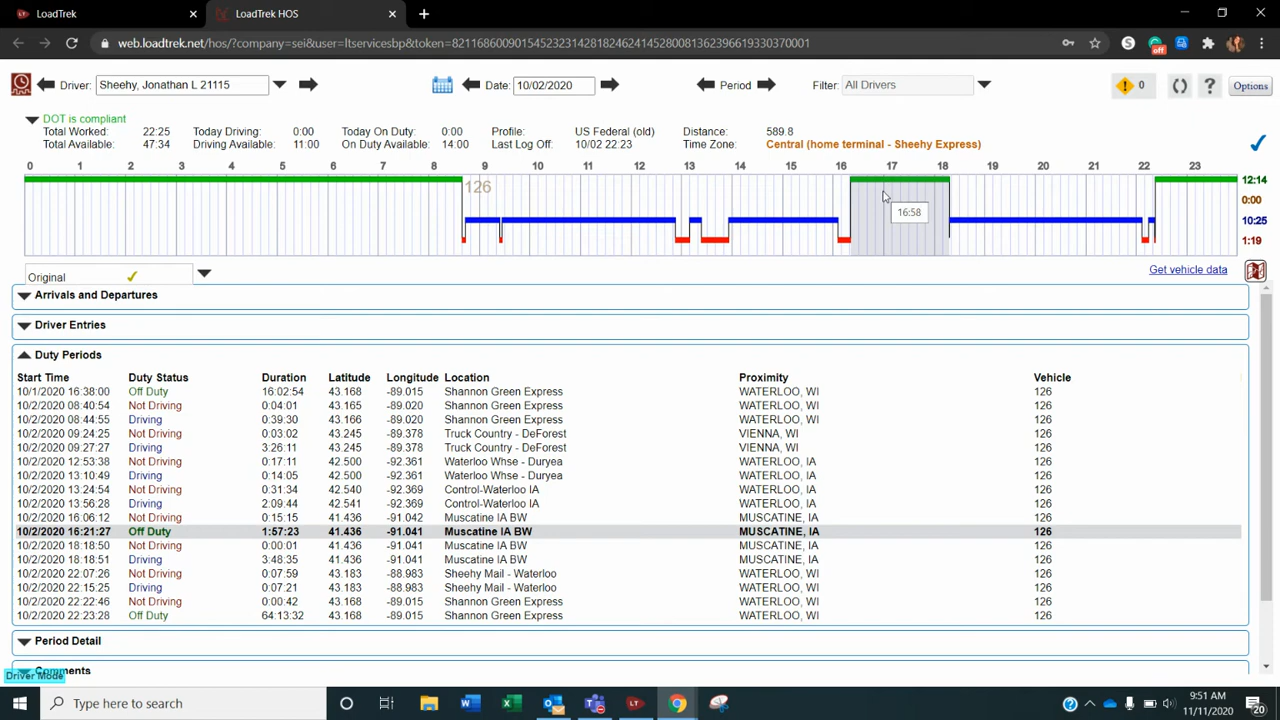 LoadTrek
LoadTrek HOS
web.loadtrek.net/hos/?company=sei&user=ltservicesbp&token=82116860090154523231428182462414528008136239661933037​0001
off
Driver: Sheehy, Jonathan L 21115
Date: 10/02/2020
Period
Filter: All Drivers
0
?
Options
DOT is compliant
Total Worked: 22:25 Today Driving: 0:00 Today On Duty: 0:00 Profile: US Federal (old) Distance: 589.8
Total Available: 47:34 Driving Available: 11:00 On Duty Available: 14:00 Last Log Off: 10/02 22:23 Time Zone: Central (home terminal - Sheehy Express)
0 1 2 3 4 5 6 7 8 9 10 11 12 13 14 15 16 17 18 19 20 21 22 23
12:14
126
0:00
16:58
10:25
1:19
Original
Get vehicle data
Arrivals and Departures
Driver Entries
Duty Periods
Start Time Duty Status Duration Latitude Longitude Location Proximity Vehicle
10/1/2020 16:38:00 Off Duty 16:02:54 43.168 -89.015 Shannon Green Express WATERLOO, WI 126
10/2/2020 08:40:54 Not Driving 0:04:01 43.165 -89.020 Shannon Green Express WATERLOO, WI 126
10/2/2020 08:44:55 Driving 0:39:30 43.166 -89.020 Shannon Green Express WATERLOO, WI 126
10/2/2020 09:24:25 Not Driving 0:03:02 43.245 -89.378 Truck Country - DeForest VIENNA, WI 126
10/2/2020 09:27:27 Driving 3:26:11 43.245 -89.378 Truck Country - DeForest VIENNA, WI 126
10/2/2020 12:53:38 Not Driving 0:17:11 42.500 -92.361 Waterloo Whse - Duryea WATERLOO, IA 126
10/2/2020 13:10:49 Driving 0:14:05 42.500 -92.361 Waterloo Whse - Duryea WATERLOO, IA 126
10/2/2020 13:24:54 Not Driving 0:31:34 42.540 -92.369 Control-Waterloo IA WATERLOO, IA 126
10/2/2020 13:56:28 Driving 2:09:44 42.541 -92.369 Control-Waterloo IA WATERLOO, IA 126
10/2/2020 16:06:12 Not Driving 0:15:15 41.436 -91.042 Muscatine IA BW MUSCATINE, IA 126
10/2/2020 16:21:27 Off Duty 1:57:23 41.436 -91.041 Muscatine IA BW MUSCATINE, IA 126
10/2/2020 18:18:50 Not Driving 0:00:01 41.436 -91.041 Muscatine IA BW MUSCATINE, IA 126
10/2/2020 18:18:51 Driving 3:48:35 41.436 -91.041 Muscatine IA BW MUSCATINE, IA 126
10/2/2020 22:07:26 Not Driving 0:07:59 43.183 -88.983 Sheehy Mail - Waterloo WATERLOO, WI 126
10/2/2020 22:15:25 Driving 0:07:21 43.183 -88.983 Sheehy Mail - Waterloo WATERLOO, WI 126
10/2/2020 22:22:46 Not Driving 0:00:42 43.168 -89.015 Shannon Green Express WATERLOO, WI 126
10/2/2020 22:23:28 Off Duty 64:13:32 43.168 -89.015 Shannon Green Express WATERLOO, WI 126
Period Detail
Comments
Driver Mode
Type here to search
9:51 AM
11/11/2020
20